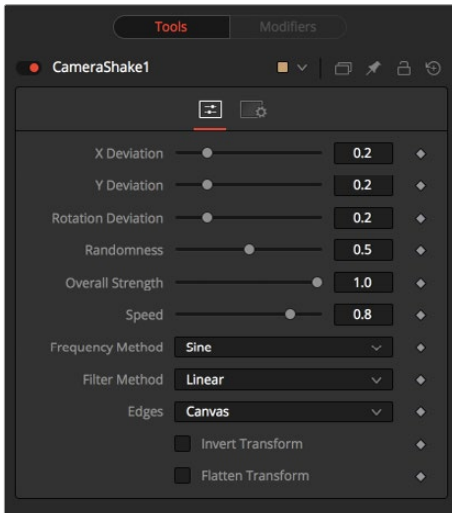 Tools Modifiers
CameraShake1
X Deviation 0.2
Y Deviation 0.2
Rotation Deviation 0.2
Randomness 0.5
Overall Strength 1.0
Speed 0.8
Frequency Method Sine
Filter Method Linear
Edges Canvas
Invert Transform
Flatten Transform